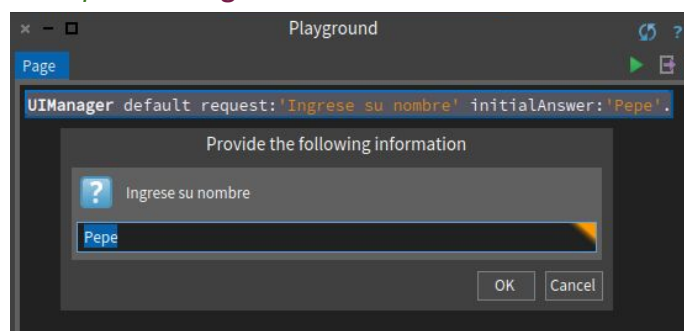 Playground
?
Page
UIManager default request:'Ingrese su nombre' initialAnswer:'Pepe'.
Provide the following information
? Ingrese su nombre
Pepe
OK Cancel